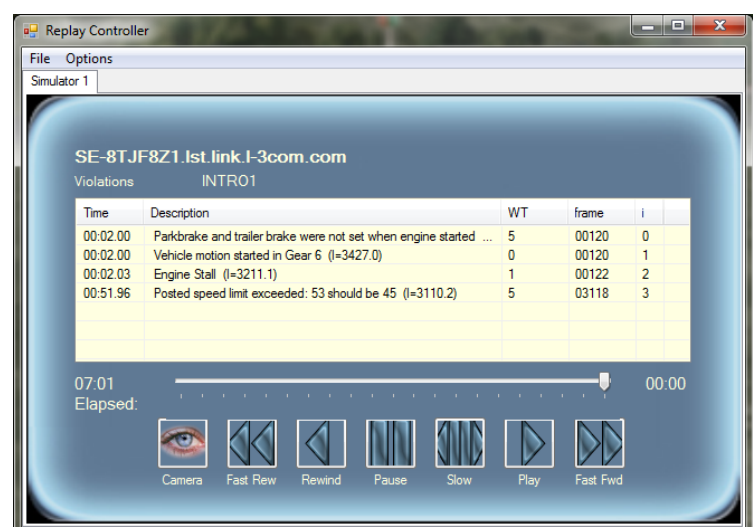 Replay Controller
File Options
Simulator 1
SE-8TJF8Z1.lst.link.l-3com.com
Violations INTRO1
Time Description WT frame i
00:02.00 Parkbrake and trailer brake were not set when engine started ... 5 00120 0
00:02.00 Vehicle motion started in Gear 6 (l=3427.0) 0 00120 1
00:02.03 Engine Stall (l=3211.1) 1 00122 2
00:51.96 Posted speed limit exceeded: 53 should be 45 (l=3110.2) 5 03118 3
07:01 00:00
Elapsed:
Camera Fast Rew Rewind Pause Slow Play Fast Fwd